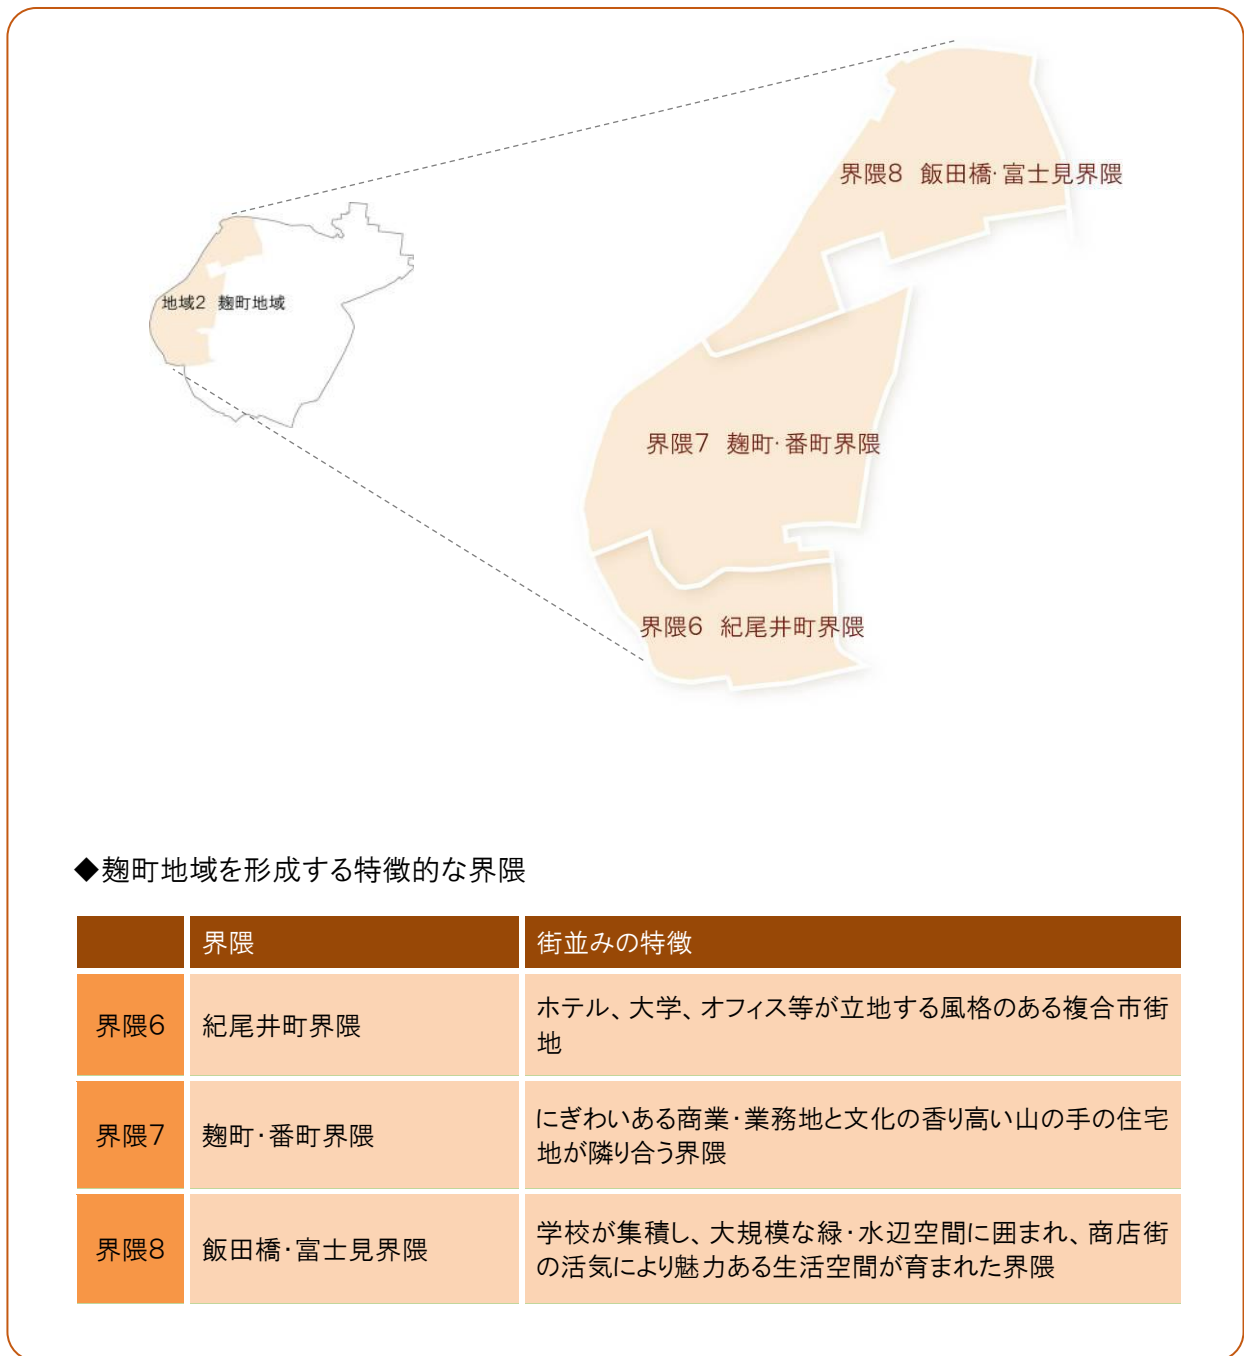 界隈8 飯田橋・富士見界隈
地域2 麹町地域
界隈7 麹町・番町界隈
界隈6 紀尾井町界隈
◆麹町地域を形成する特徴的な界隈
界隈 街並みの特徴
界隈6 紀尾井町界隈 ホテル、大学、オフィス等が立地する風格のある複合市街
地
界隈7 麹町・番町界隈 にぎわいある商業・業務地と文化の香り高い山の手の住宅
地が隣り合う界隈
界隈8 飯田橋・富士見界隈 学校が集積し、大規模な緑・水辺空間に囲まれ、商店街
の活気により魅力ある生活空間が育まれた界隈